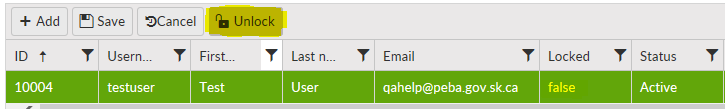 Add Save Cancel Unlock
ID Usern... First... Last n... Email Locked Status
10004 testuser Test User qahelp@peba.gov.sk.ca false Active